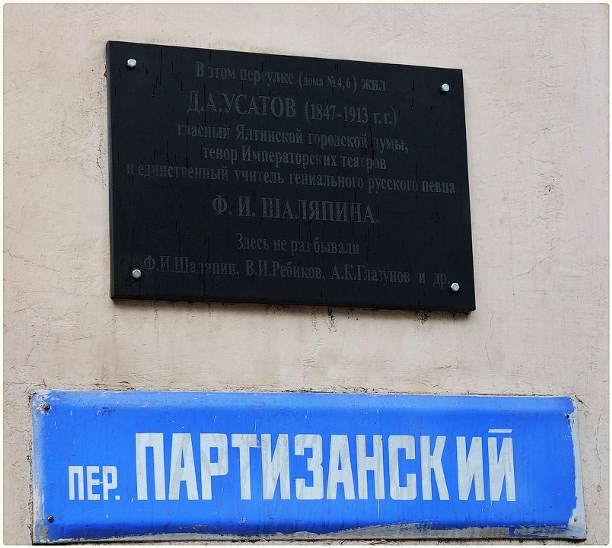 В этом переулке (дома № 4,6) жил
Д.А.УСАТОВ (1847-1913 г.г.)
гласный Ялтинской городской думы,
тенор Императорских театров
и единственный учитель гениального русского певца
Ф. И. ШАЛЯПИНА
Здесь не раз бывали
Ф.И.Шаляпин, В.И.Ребиков, А.К.Глазунов и др.
ПЕР. ПАРТИЗАНСКИЙ